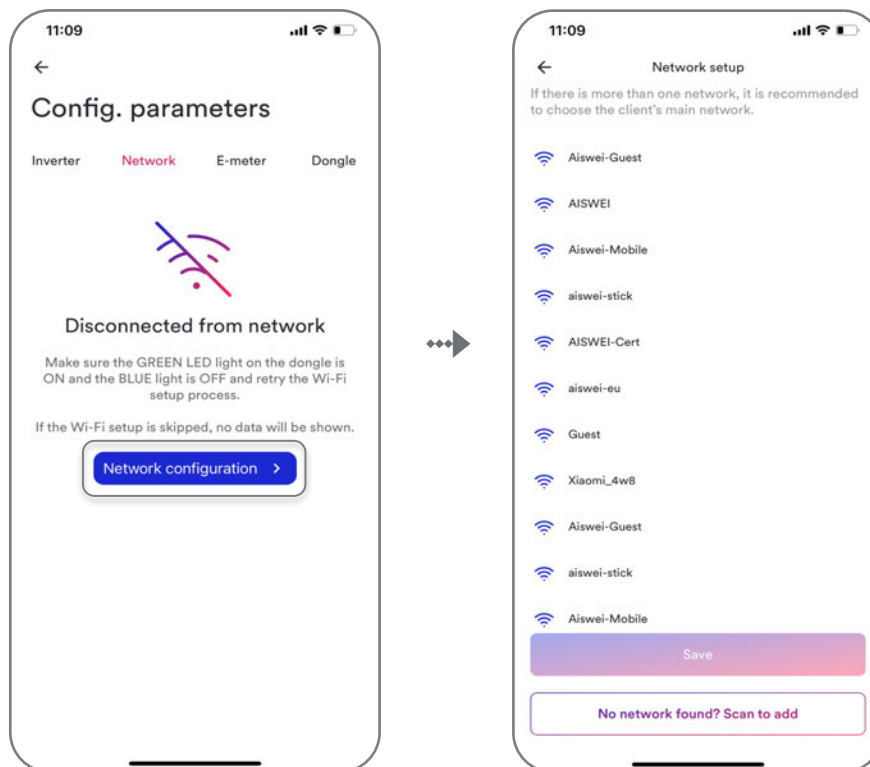 11:09
Config. parameters
Inverter Network E-meter Dongle
Disconnected from network
Make sure the GREEN LED light on the dongle is
ON and the BLUE light is OFF and retry the Wi-Fi
setup process.
If the Wi-Fi setup is skipped, no data will be shown.
Network configuration
11:09
Network setup
If there is more than one network, it is recommended
to choose the client's main network.
Aiswei-Guest
AISWEI
Aiswei-Mobile
aiswei-stick
AISWEI-Cert
aiswei-eu
Guest
Xiaomi_4w8
Aiswei-Guest
aiswei-stick
Aiswei-Mobile
Save
No network found? Scan to add